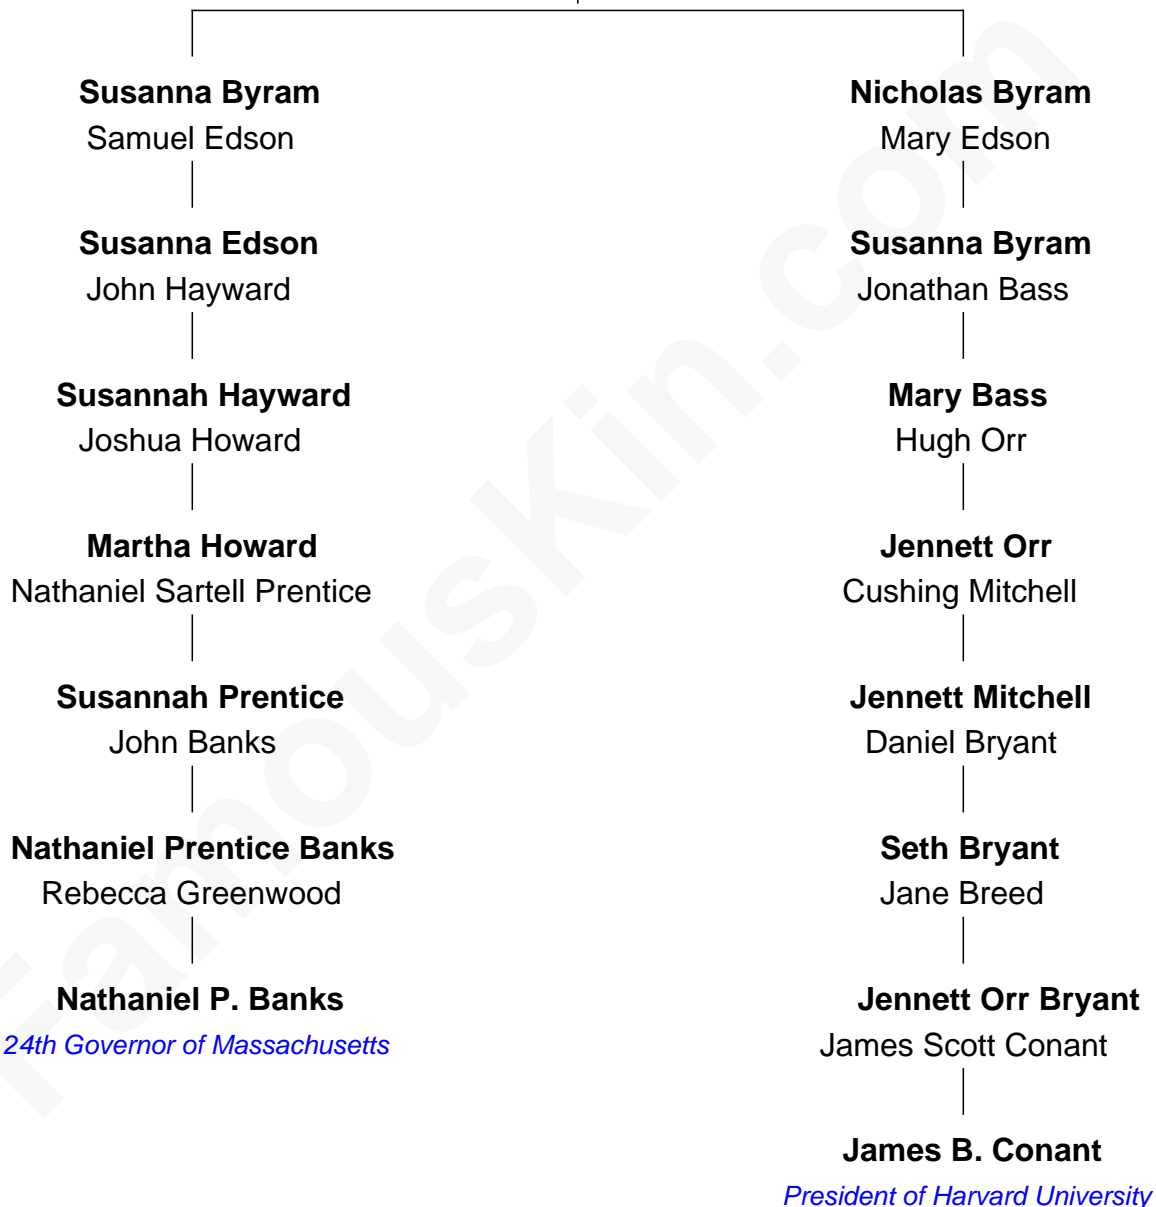 Susanna Byram
Samuel Edson
Susanna Edson
John Hayward
Susannah Hayward
Joshua Howard
Martha Howard
Nathaniel Sartell Prentice
Susannah Prentice
John Banks
Nathaniel Prentice Banks
Rebecca Greenwood
Nathaniel P. Banks
24th Governor of Massachusetts
Nicholas Byram
Mary Edson
Susanna Byram
Jonathan Bass
Mary Bass
Hugh Orr
Jennett Orr
Cushing Mitchell
Jennett Mitchell
Daniel Bryant
Seth Bryant
Jane Breed
Jennett Orr Bryant
James Scott Conant
James B. Conant
President of Harvard University
FamousKin.com